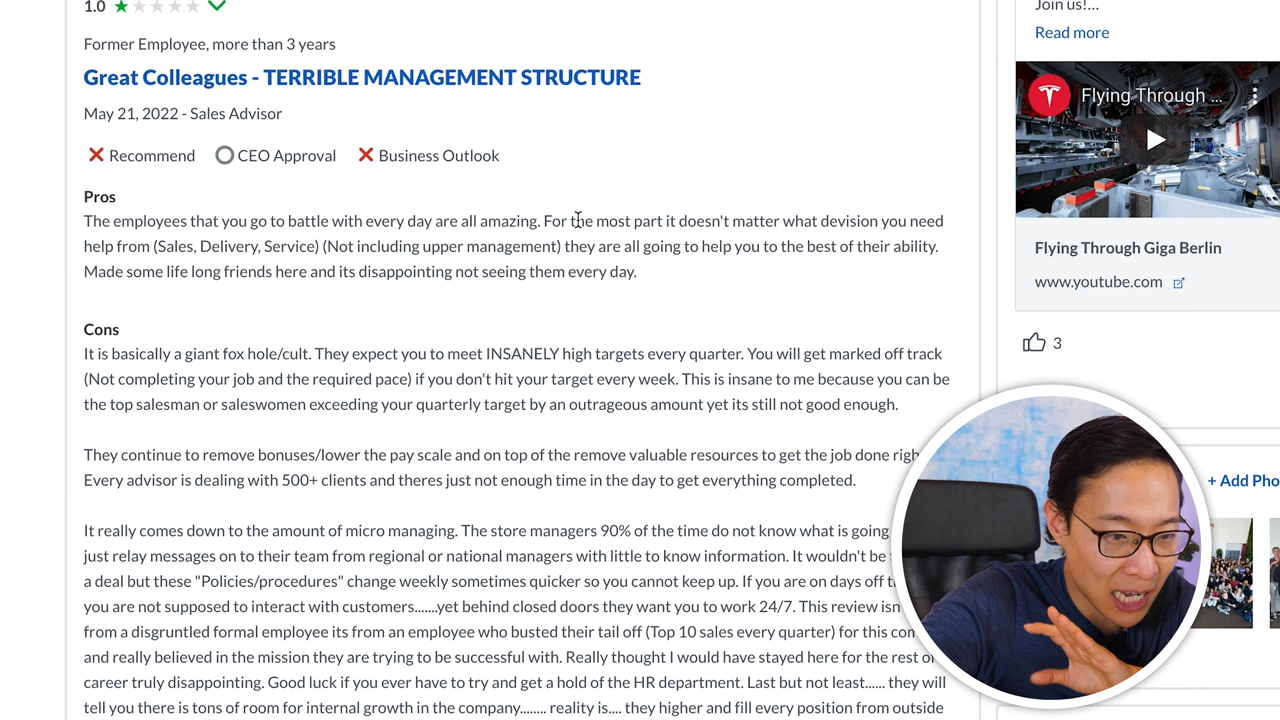 1.0
Former Employee, more than 3 years
Great Colleagues - TERRIBLE MANAGEMENT STRUCTURE
May 21, 2022 - Sales Advisor
Recommend CEO Approval Business Outlook
Pros
The employees that you go to battle with every day are all amazing. For the most part it doesn't matter what devision you need
help from (Sales, Delivery, Service) (Not including upper management) they are all going to help you to the best of their ability.
Made some life long friends here and its disappointing not seeing them every day.
Cons
It is basically a giant fox hole/cult. They expect you to meet INSANELY high targets every quarter. You will get marked off track
(Not completing your job and the required pace) if you don't hit your target every week. This is insane to me because you can be
the top salesman or saleswomen exceeding your quarterly target by an outrageous amount yet its still not good enough.
They continue to remove bonuses/lower the pay scale and on top of the remove valuable resources to get the job done
Every advisor is dealing with 500+ clients and theres just not enough time in the day to get everything completed.
It really comes down to the amount of micro managing. The store managers 90% of the time do not know what is going
just relay messages on to their team from regional or national managers with little to know information. It wouldn't be
a deal but these "Policies/procedures" change weekly sometimes quicker so you cannot keep up. If you are on days off
you are not supposed to interact with customers.......yet behind closed doors they want you to work 24/7. This review
from a disgruntled formal employee its from an employee who busted their tail off (Top 10 sales every quarter) for this
and really believed in the mission they are trying to be successful with. Really thought I would have stayed here for the rest
career truly disappointing. Good luck if you ever have to try and get a hold of the HR department. Last but not least...... they will
tell you there is tons of room for internal growth in the company........ reality is.... they higher and fill every position from outside
Join us!...
Read more
Flying Through ...
Flying Through Giga Berlin
www.youtube.com
3
+ Add